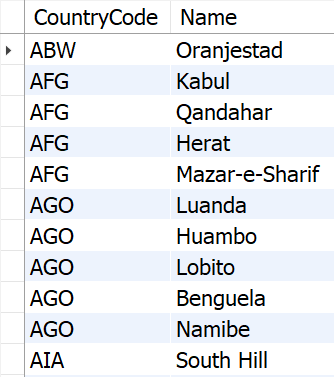 CountryCode Name
ABW Oranjestad
AFG Kabul
AFG Qandahar
AFG Herat
AFG Mazar-e-Sharif
AGO Luanda
AGO Huambo
AGO Lobito
AGO Benguela
AGO Namibe
AIA South Hill